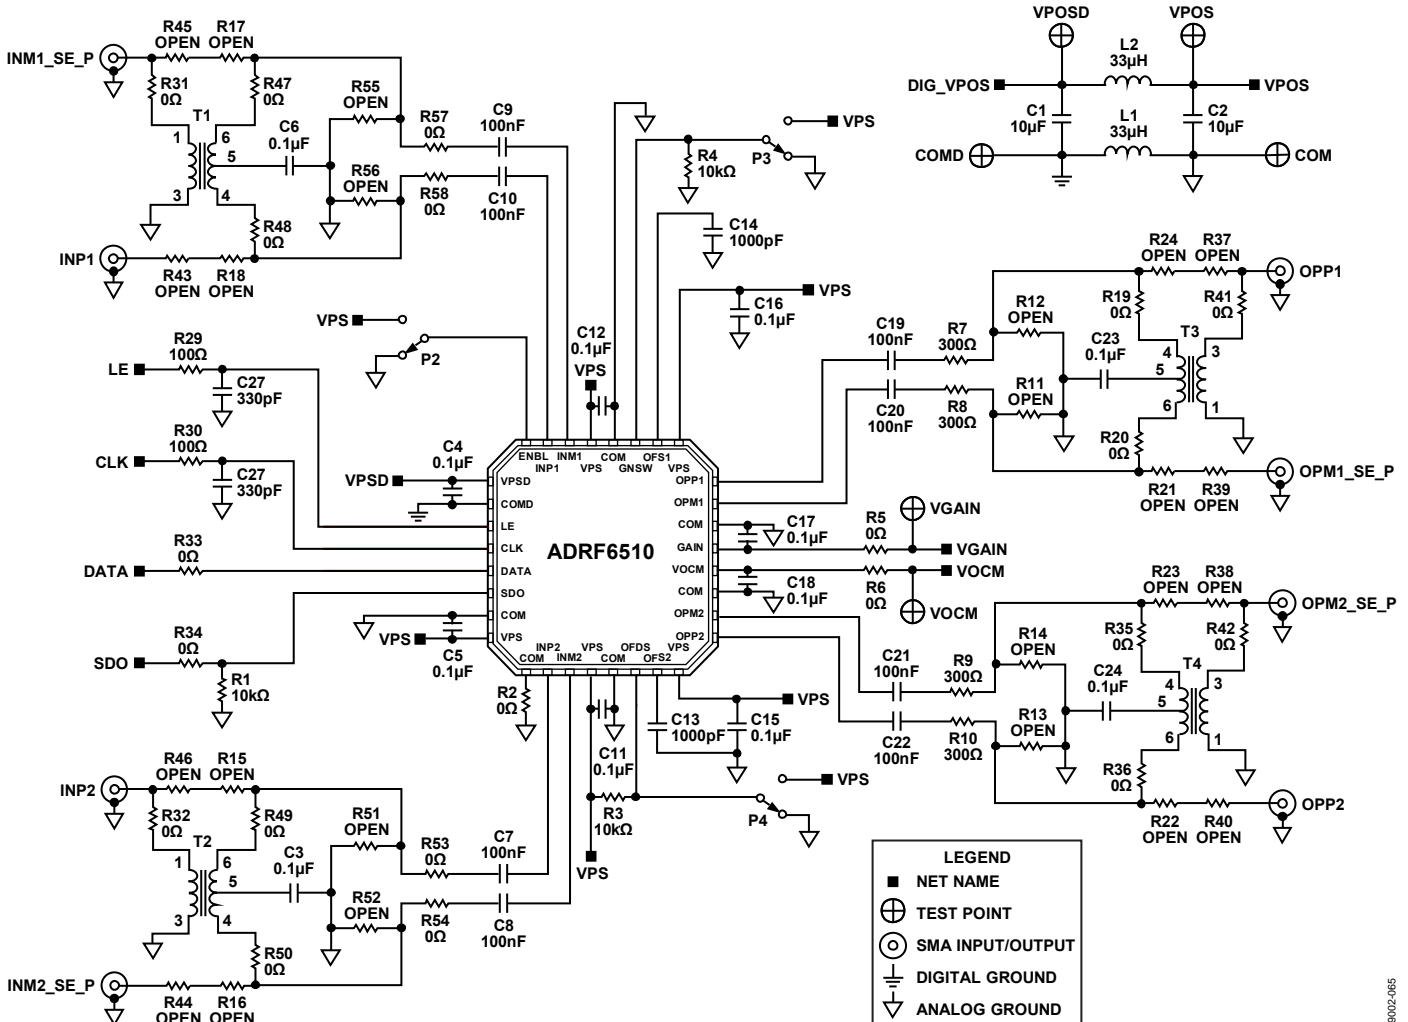 INM1_SE_P
R45
OPEN
R17
OPEN
R31
0Ω
R47
0Ω
T1
1
3
6
5
4
C6
0.1µF
R55
OPEN
R56
OPEN
R57
0Ω
R58
0Ω
C9
100nF
C10
100nF
R48
0Ω
INP1
R43
OPEN
R18
OPEN
R4
10kΩ
P3
VPS
C14
1000pF
C16
0.1µF
VPS
VPOSD
VPOS
L2
33µH
DIG_VPOS
VPOS
C1
10µF
L1
33µH
C2
10µF
COMD
COM
VPS
P2
C12
0.1µF
VPS
LE
R29
100Ω
C27
330pF
CLK
R30
100Ω
C27
330pF
DATA
R33
0Ω
SDO
R34
0Ω
R1
10kΩ
VPSD
C4
0.1µF
VPS
C5
0.1µF
ENBL
INP1
INM1
VPS
COM
GNSW
OFS1
VPS
VPSD
COMD
LE
CLK
DATA
SDO
COM
VPS
ADRF6510
OPP1
OPM1
COM
GAIN
VOCM
COM
OPM2
OPP2
COM
INP2
INM2
VPS
COM
OFDS
OFS2
VPS
C19
100nF
R7
300Ω
C20
100nF
R8
300Ω
R12
OPEN
R11
OPEN
C23
0.1µF
R24
OPEN
R37
OPEN
R19
0Ω
R41
0Ω
T3
4
5
6
3
1
R20
0Ω
R21
OPEN
R39
OPEN
OPP1
OPM1_SE_P
C17
0.1µF
R5
0Ω
VGAIN
VGAIN
C18
0.1µF
R6
0Ω
VOCM
VOCM
C21
100nF
R9
300Ω
C22
100nF
R10
300Ω
R14
OPEN
R13
OPEN
C24
0.1µF
R23
OPEN
R38
OPEN
R35
0Ω
R42
0Ω
T4
4
5
6
3
1
R36
0Ω
R22
OPEN
R40
OPEN
OPM2_SE_P
OPP2
R2
0Ω
C11
0.1µF
C13
1000pF
C15
0.1µF
VPS
R3
10kΩ
VPS
P4
VPS
INP2
R46
OPEN
R15
OPEN
R32
0Ω
R49
0Ω
T2
1
3
6
5
4
C3
0.1µF
R51
OPEN
R52
OPEN
R53
0Ω
R54
0Ω
C7
100nF
C8
100nF
R50
0Ω
INM2_SE_P
R44
OPEN
R16
OPEN
LEGEND
NET NAME
TEST POINT
SMA INPUT/OUTPUT
DIGITAL GROUND
ANALOG GROUND
9002-065